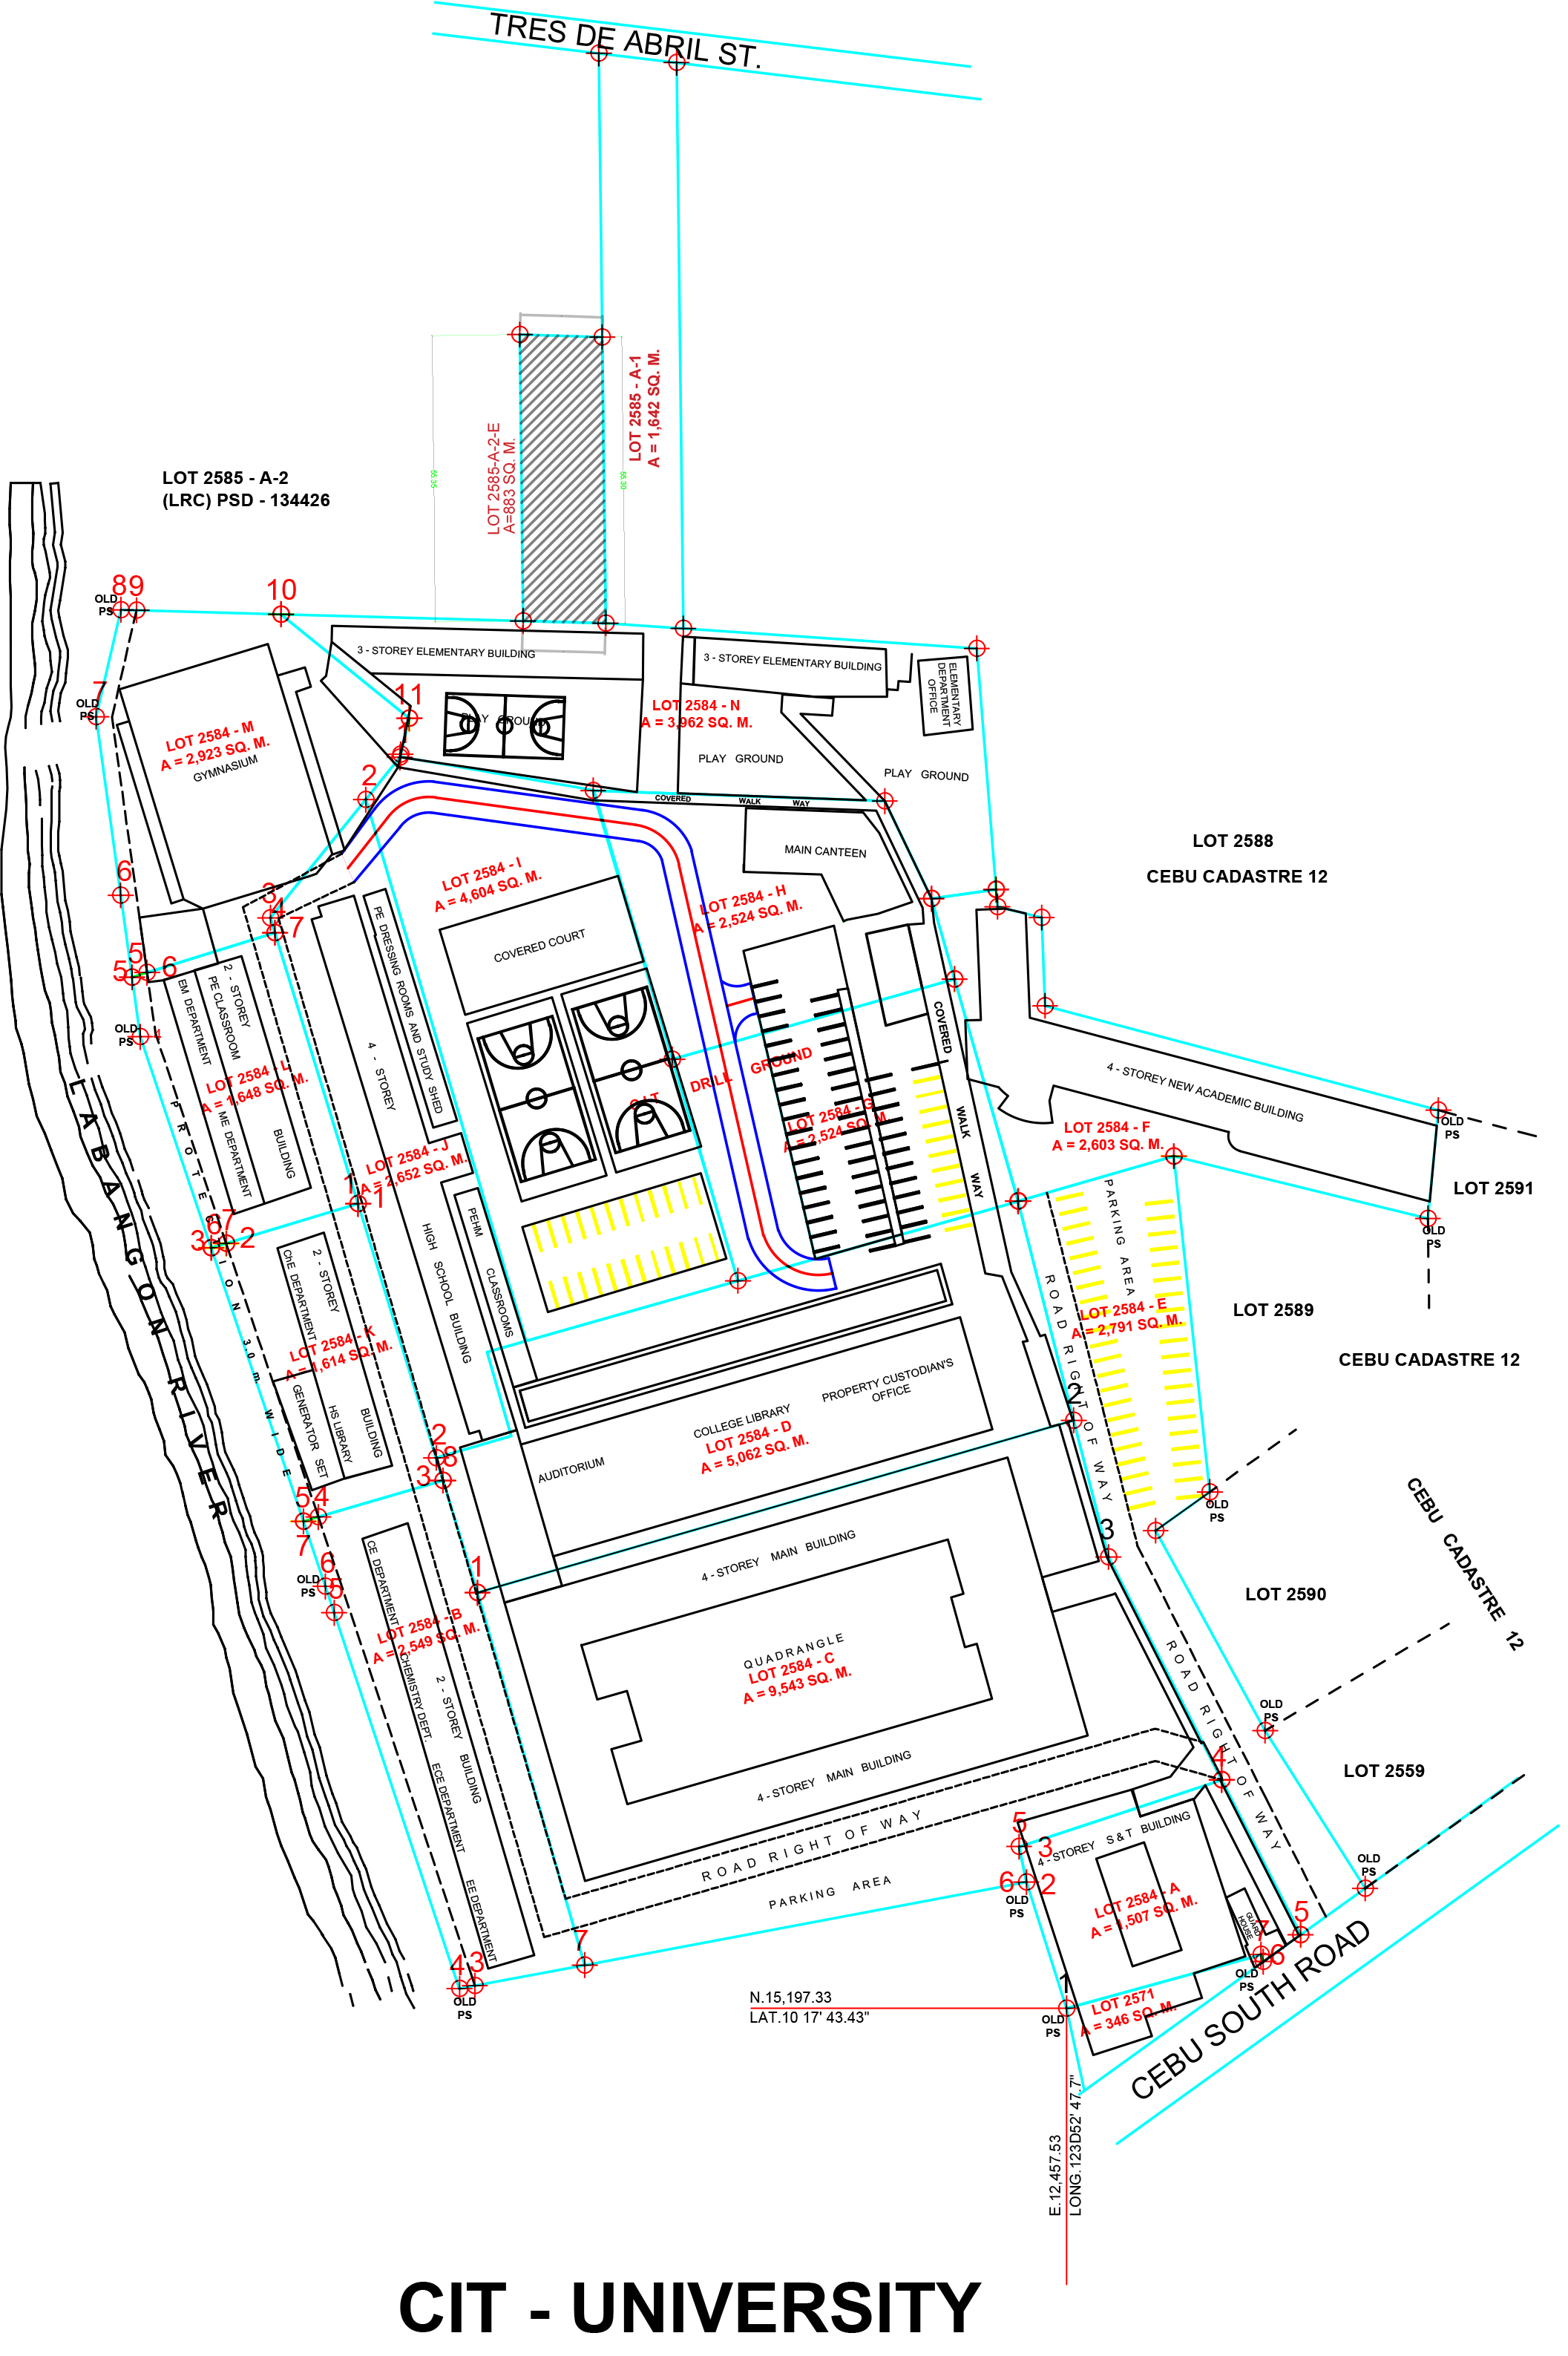 TRES DE ABRIL ST.
LOT 2585-A-2-E
A=883 SQ. M.
LOT 2585 - A-1
A = 1,642 SQ. M.
55.35
55.30
LOT 2585 - A-2
(LRC) PSD - 134426
8
9
10
OLD
PS
3 - STOREY ELEMENTARY BUILDING
3 - STOREY ELEMENTARY BUILDING
ELEMENTARY
DEPARTMENT
OFFICE
7
OLD
PS
11
LOT 2584 - N
A = 3,962 SQ. M.
PLAY GROUND
LOT 2584 - M
A = 2,923 SQ. M.
GYMNASIUM
PLAY GROUND
PLAY GROUND
2
COVERED WALK WAY
MAIN CANTEEN
LOT 2588
CEBU CADASTRE 12
6
LOT 2584 - I
A = 4,604 SQ. M.
LOT 2584 - H
A = 2,524 SQ. M.
3
4
7
COVERED COURT
PE DRESSING ROOMS AND STUDY SHED
5
5
6
2 - STOREY
PE CLASSROOM
EM DEPARTMENT
OLD
PS
4
4 - STOREY
COVERED
WALK
WAY
C.I.T. DRILL GROUND
4 - STOREY NEW ACADEMIC BUILDING
LOT 2584 - L
A = 1,648 SQ. M.
ME DEPARTMENT
BUILDING
LOT 2584 - G
A = 2,524 SQ. M.
LOT 2584 - F
A = 2,603 SQ. M.
OLD
PS
LOT 2584 - J
A = 2,652 SQ. M.
LOT 2591
PARKING AREA
1
1
OLD
PS
3
6
7
2
PEHM
CLASSROOMS
HIGH SCHOOL BUILDING
LABANGON RIVER
PROTECTION 3.0 m. WIDE
2 - STOREY
ChE DEPARTMENT
LOT 2584 - K
A = 1,614 SQ. M.
GENERATOR SET
HS LIBRARY
BUILDING
LOT 2584 - E
A = 2,791 SQ. M.
ROAD RIGHT OF WAY
LOT 2589
CEBU CADASTRE 12
PROPERTY CUSTODIAN'S
OFFICE
COLLEGE LIBRARY
LOT 2584 - D
A = 5,062 SQ. M.
AUDITORIUM
2
2
8
3
5
4
7
OLD
PS
CEBU CADASTRE 12
3
4 - STOREY MAIN BUILDING
6
OLD
PS
5
1
CE DEPARTMENT
LOT 2584 - B
A = 2,549 SQ. M.
CHEMISTRY DEPT.
2 - STOREY BUILDING
ECE DEPARTMENT
EE DEPARTMENT
LOT 2590
QUADRANGLE
LOT 2584 - C
A = 9,543 SQ. M.
ROAD RIGHT OF WAY
OLD
PS
LOT 2559
4 - STOREY MAIN BUILDING
4
ROAD RIGHT OF WAY
5
3
4 - STOREY S & T BUILDING
6
2
OLD
PS
PARKING AREA
LOT 2584 - A
A = 1,507 SQ. M.
GUARD
HOUSE
OLD
PS
5
7
6
OLD
PS
7
4
3
OLD
PS
1
OLD
PS
LOT 2571
A = 346 SQ. M.
N.15,197.33
LAT.10 17' 43.43"
CEBU SOUTH ROAD
E.12,457.53
LONG.123D52' 47.7"
CIT - UNIVERSITY